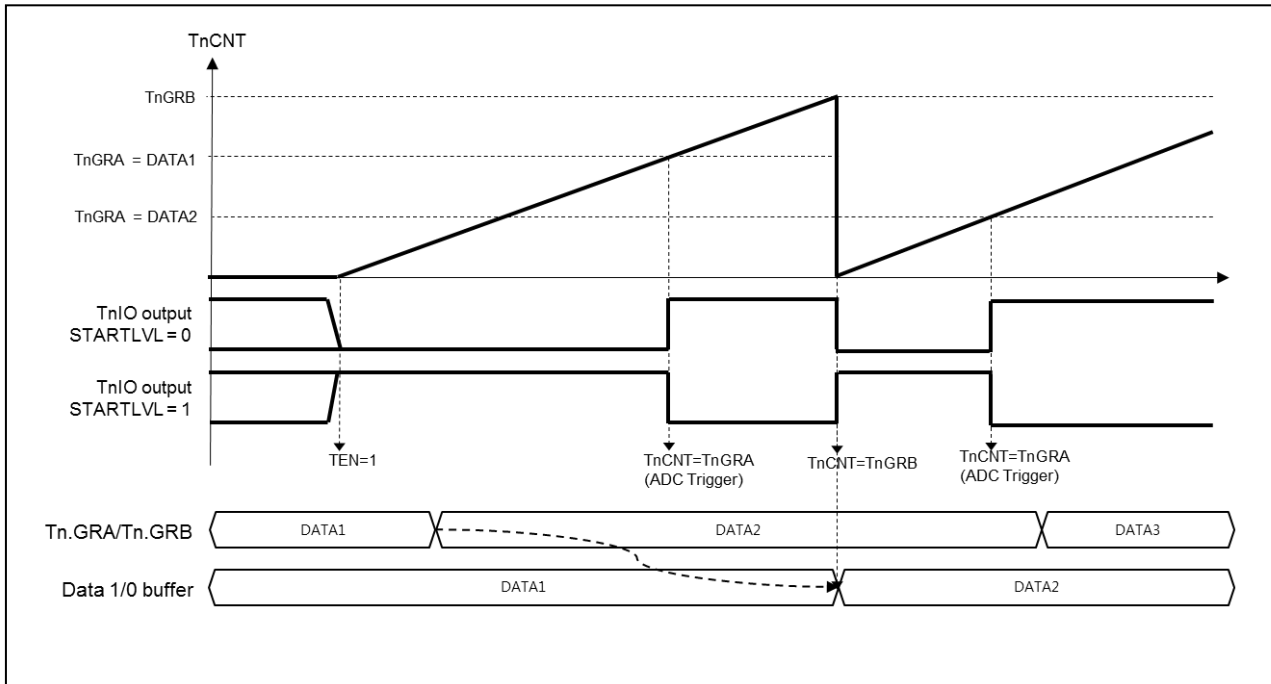 TnCNT
TnGRB
TnGRA = DATA1
TnGRA = DATA2
TnIO output
STARTLVL = 0
TnIO output
STARTLVL = 1
TEN=1
TnCNT=TnGRA
(ADC Trigger)
TnCNT=TnGRB
TnCNT=TnGRA
(ADC Trigger)
Tn.GRA/Tn.GRB
DATA1
DATA2
DATA3
Data 1/0 buffer
DATA1
DATA2